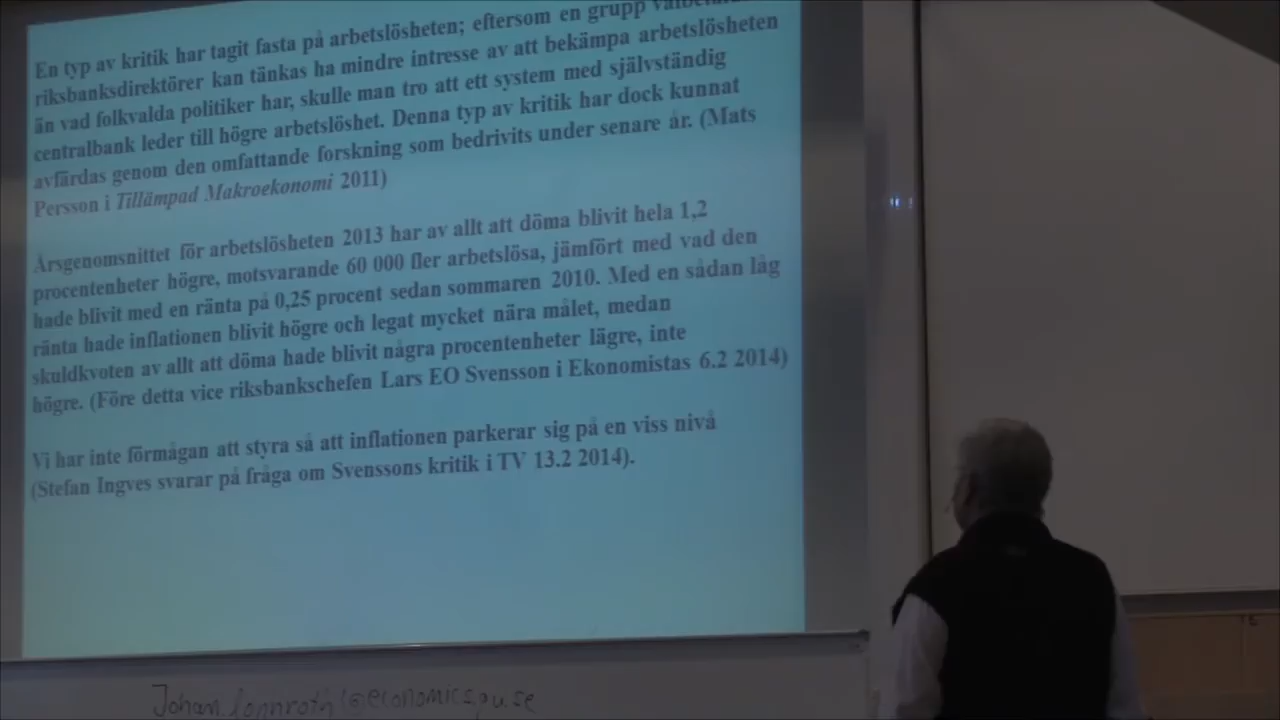 En typ av kritik har tagit fasta på arbetslösheten; eftersom en grupp
riksbanksdirektörer kan tänkas ha mindre intresse av att bekämpa arbetslösheten
än vad folkvalda politiker har, skulle man tro att ett system med självständig
centralbank leder till högre arbetslöshet. Denna typ av kritik har dock kunnat
avfärdas genom den omfattande forskning som bedrivits under senare år. (Mats
Persson i Tillämpad Makroekonomi 2011)
Årsgenomsnittet för arbetslösheten 2013 har av allt att döma blivit hela 1,2
procentenheter högre, motsvarande 60 000 fler arbetslösa, jämfört med vad den
hade blivit med en ränta på 0,25 procent sedan sommaren 2010. Med en sådan låg
ränta hade inflationen blivit högre och legat mycket nära målet, medan
skuldkvoten av allt att döma hade blivit några procentenheter lägre, inte
högre. (Före detta vice riksbankschefen Lars EO Svensson i Ekonomistas 6.2 2014)
Vi har inte förmågan att styra så att inflationen parkerar sig på en viss nivå
(Stefan Ingves svarar på fråga om Svenssons kritik i TV 13.2 2014).
Johan.lonnroth@economics.gu.se